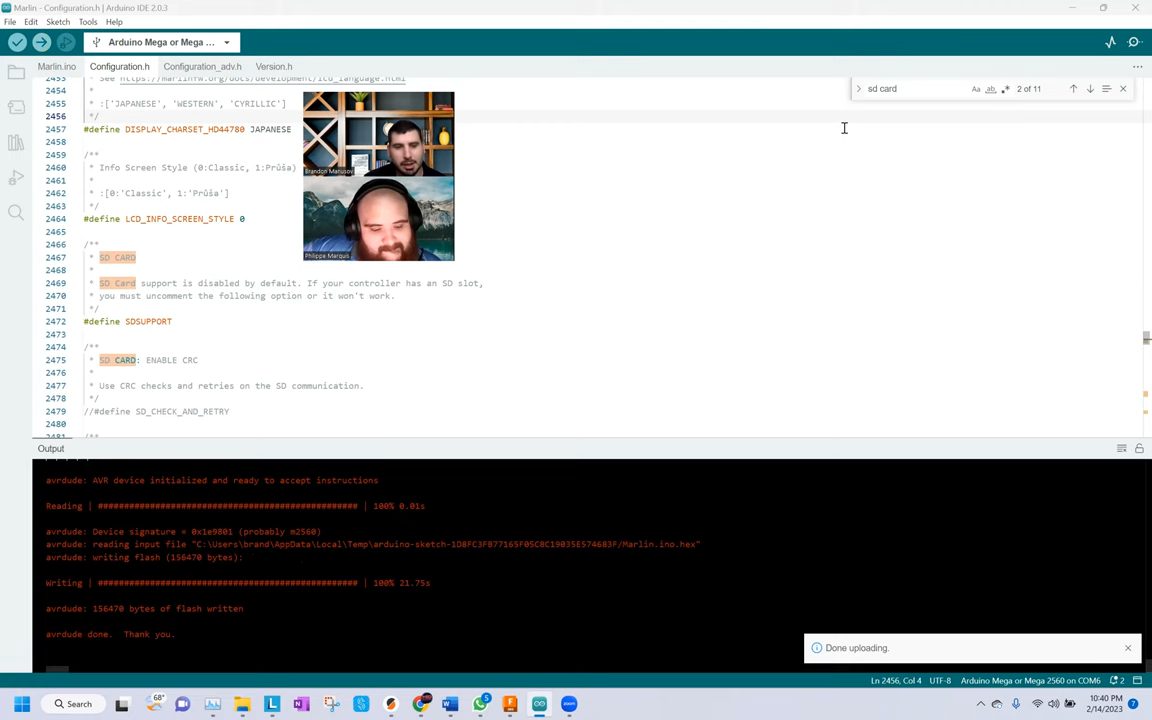 Marlin - Configuration.h | Arduino IDE 2.0.3
File Edit Sketch Tools Help
Arduino Mega or Mega ...
Marlin.ino Configuration.h Configuration_adv.h Version.h
sd card Aa ab .* 2 of 11
2453 * See https://marlinfw.org/docs/development/lcd_language.html
2454 *
2455 * :['JAPANESE', 'WESTERN', 'CYRILLIC']
2456 */
2457 #define DISPLAY_CHARSET_HD44780 JAPANESE
2458
2459 /**
2460 * Info Screen Style (0:Classic, 1:Průša)
2461 *
2462 * :[0:'Classic', 1:'Průša']
2463 */
2464 #define LCD_INFO_SCREEN_STYLE 0
2465
2466 /**
2467 * SD CARD
2468 *
2469 * SD Card support is disabled by default. If your controller has an SD slot,
2470 * you must uncomment the following option or it won't work.
2471 */
2472 #define SDSUPPORT
2473
2474 /**
2475 * SD CARD: ENABLE CRC
2476 *
2477 * Use CRC checks and retries on the SD communication.
2478 */
2479 //#define SD_CHECK_AND_RETRY
2480
2481 /**
Brandon Manusov
Philippe Marquis
Output
avrdude: AVR device initialized and ready to accept instructions
Reading | ################################################## | 100% 0.01s
avrdude: Device signature = 0x1e9801 (probably m2560)
avrdude: reading input file "C:\Users\brand\AppData\Local\Temp\arduino-sketch-1D8FC3FB77165F05C8C19035E574683F/Marlin.ino.hex"
avrdude: writing flash (156470 bytes):
Writing | ################################################## | 100% 21.75s
avrdude: 156470 bytes of flash written
avrdude done.  Thank you.
Done uploading.
Ln 2456, Col 4 UTF-8 Arduino Mega or Mega 2560 on COM6 2
Search 68° 5 10:40 PM
2/14/2023 7